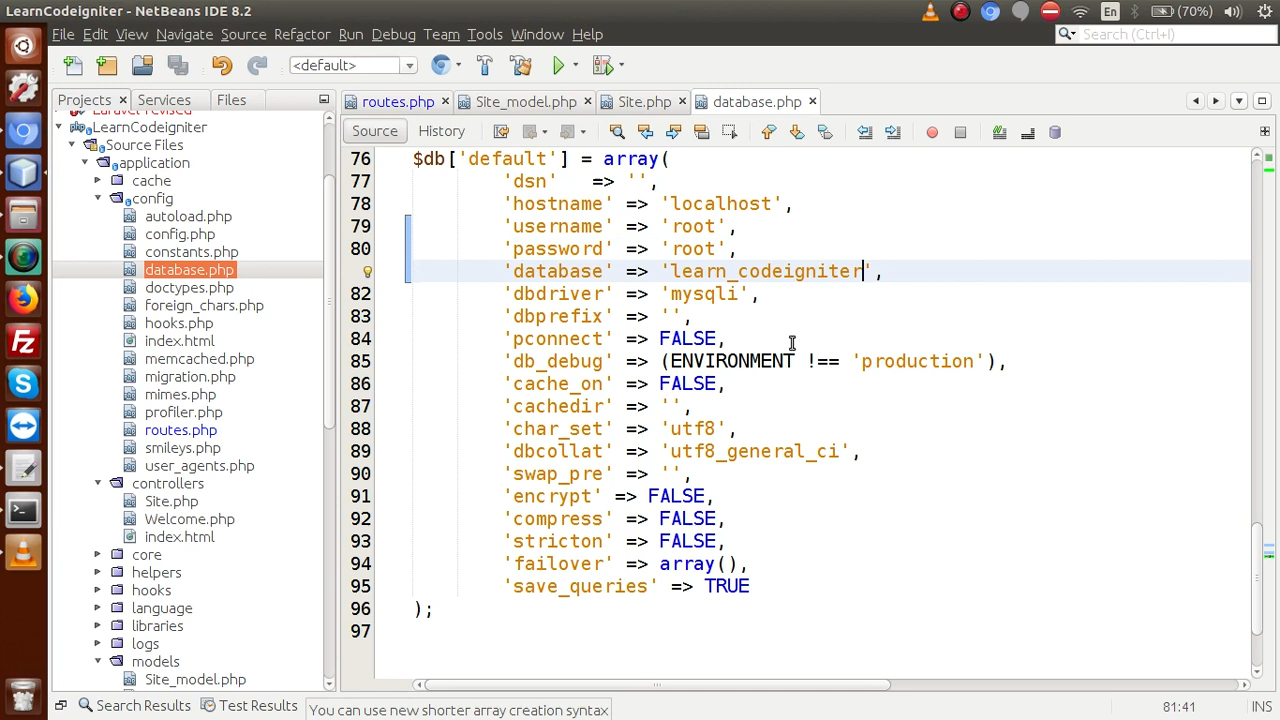 LearnCodeigniter - NetBeans IDE 8.2
En
(70%)
File Edit View Navigate Source Refactor Run Debug Team Tools Window Help
Search (Ctrl+I)
<default>
Projects Services Files
routes.php Site_model.php Site.php database.php
Source History
LearnCodeigniter
Source Files
application
cache
config
autoload.php
config.php
constants.php
database.php
doctypes.php
foreign_chars.php
hooks.php
index.html
memcached.php
migration.php
mimes.php
profiler.php
routes.php
smileys.php
user_agents.php
controllers
Site.php
Welcome.php
index.html
core
helpers
hooks
language
libraries
logs
models
Site_model.php
76 $db['default'] = array(
77 'dsn' => '',
78 'hostname' => 'localhost',
79 'username' => 'root',
80 'password' => 'root',
'database' => 'learn_codeigniter',
82 'dbdriver' => 'mysqli',
83 'dbprefix' => '',
84 'pconnect' => FALSE,
85 'db_debug' => (ENVIRONMENT !== 'production'),
86 'cache_on' => FALSE,
87 'cachedir' => '',
88 'char_set' => 'utf8',
89 'dbcollat' => 'utf8_general_ci',
90 'swap_pre' => '',
91 'encrypt' => FALSE,
92 'compress' => FALSE,
93 'stricton' => FALSE,
94 'failover' => array(),
95 'save_queries' => TRUE
96 );
97
Search Results Test Results
You can use new shorter array creation syntax
81:41 INS